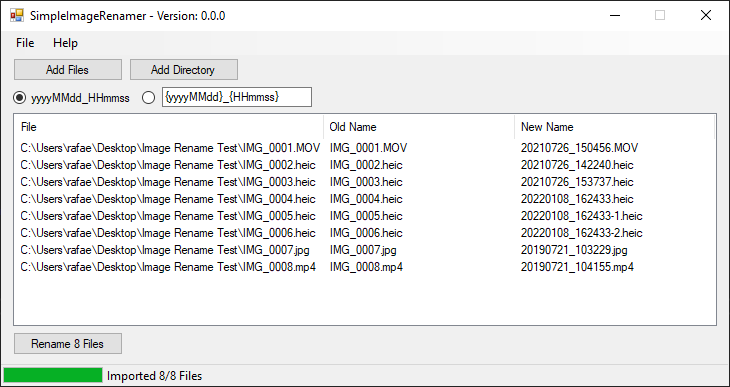 SimpleImageRenamer - Version: 0.0.0
File Help
Add Files Add Directory
yyyyMMdd_HHmmss {yyyyMMdd}_{HHmmss}
File Old Name New Name
C:\Users\rafae\Desktop\Image Rename Test\IMG_0001.MOV IMG_0001.MOV 20210726_150456.MOV
C:\Users\rafae\Desktop\Image Rename Test\IMG_0002.heic IMG_0002.heic 20210726_142240.heic
C:\Users\rafae\Desktop\Image Rename Test\IMG_0003.heic IMG_0003.heic 20210726_153737.heic
C:\Users\rafae\Desktop\Image Rename Test\IMG_0004.heic IMG_0004.heic 20220108_162433.heic
C:\Users\rafae\Desktop\Image Rename Test\IMG_0005.heic IMG_0005.heic 20220108_162433-1.heic
C:\Users\rafae\Desktop\Image Rename Test\IMG_0006.heic IMG_0006.heic 20220108_162433-2.heic
C:\Users\rafae\Desktop\Image Rename Test\IMG_0007.jpg IMG_0007.jpg 20190721_103229.jpg
C:\Users\rafae\Desktop\Image Rename Test\IMG_0008.mp4 IMG_0008.mp4 20190721_104155.mp4
Rename 8 Files
Imported 8/8 Files